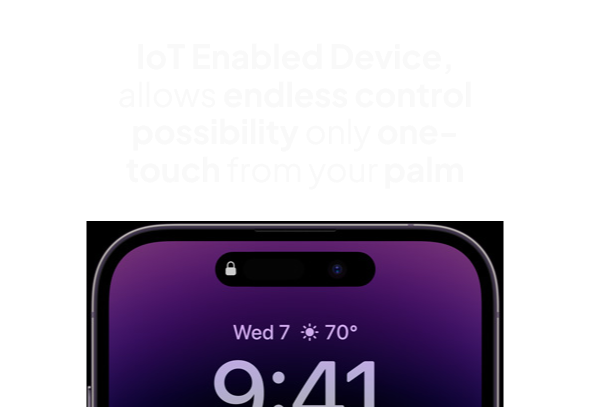 IoT Enabled Device,
allows endless control
possibility only one-
touch from your palm
Wed 7 70°
9:41